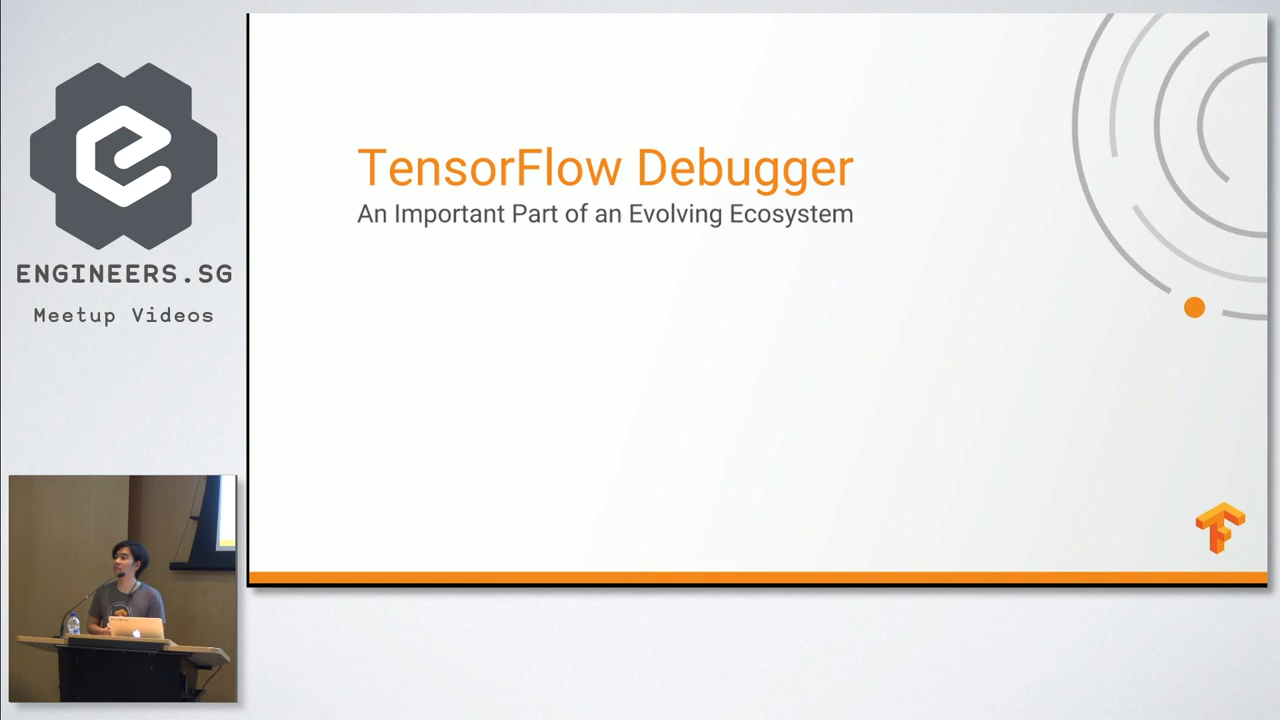 ENGINEERS.SG
Meetup Videos
TensorFlow Debugger
An Important Part of an Evolving Ecosystem